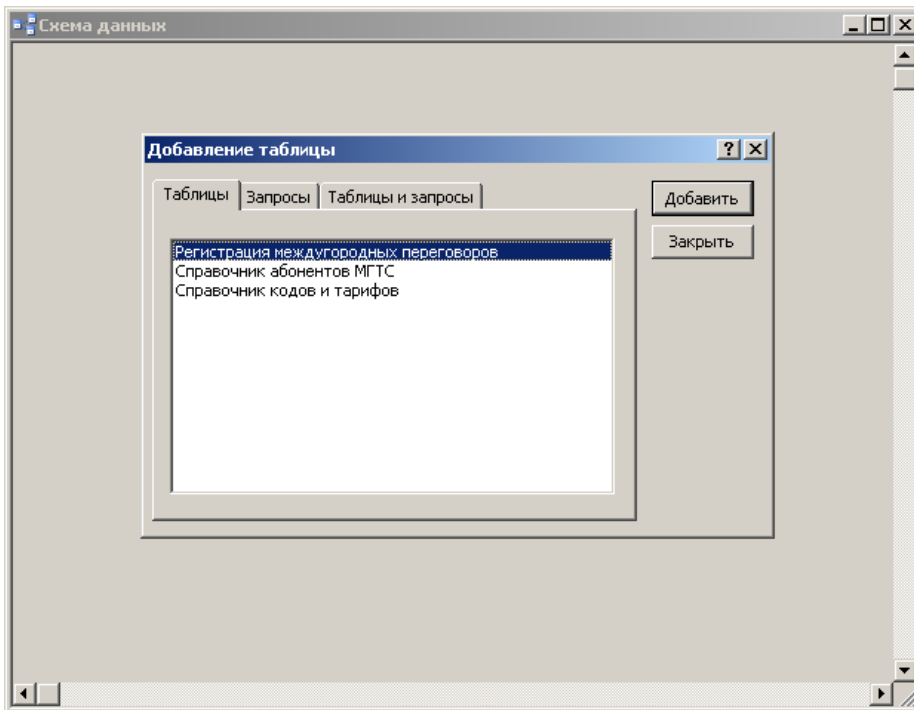 Схема данных
Добавление таблицы
Таблицы Запросы Таблицы и запросы
Добавить
Закрыть
Регистрация междугородных переговоров
Справочник абонентов МГТС
Справочник кодов и тарифов